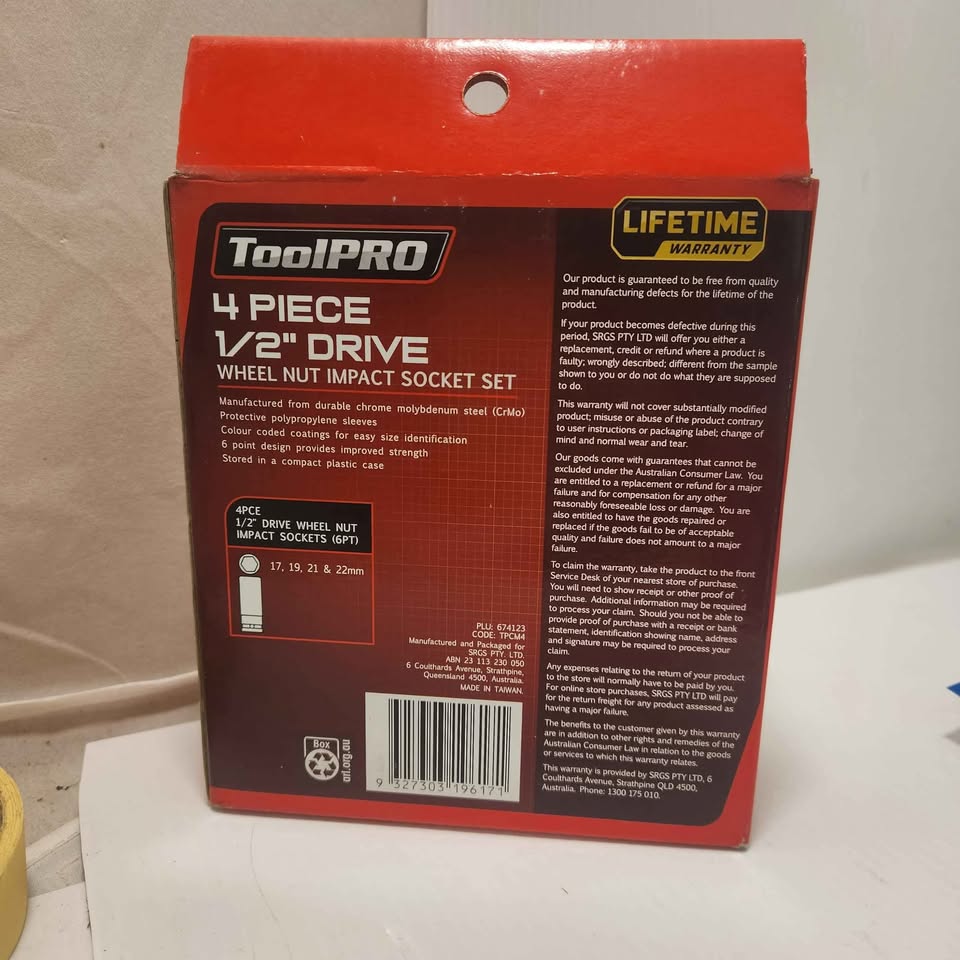 LIFETIME
WARRANTY
ToolPRO
4 PIECE
1/2" DRIVE
WHEEL NUT IMPACT SOCKET SET
Manufactured from durable chrome molybdenum steel (CrMo)
Protective polypropylene sleeves
Colour coded coatings for easy size identification
6 point design provides improved strength
Stored in a compact plastic case
4PCE
1/2" DRIVE WHEEL NUT
IMPACT SOCKETS (6PT)
17, 19, 21 & 22mm
PLU: 674123
CODE: TPCM4
Manufactured and Packaged for
SRGS PTY. LTD.
ABN 23 113 230 050
6 Coulthards Avenue, Strathpine,
Queensland 4500, Australia.
MADE IN TAIWAN.
Box
arl.org.au
9 327303 196171
Our product is guaranteed to be free from quality
and manufacturing defects for the lifetime of the
product.
If your product becomes defective during this
period, SRGS PTY LTD will offer you either a
replacement, credit or refund where a product is
faulty; wrongly described; different from the sample
shown to you or do not do what they are supposed
to do.
This warranty will not cover substantially modified
product; misuse or abuse of the product contrary
to user instructions or packaging label; change of
mind and normal wear and tear.
Our goods come with guarantees that cannot be
excluded under the Australian Consumer Law. You
are entitled to a replacement or refund for a major
failure and for compensation for any other
reasonably foreseeable loss or damage. You are
also entitled to have the goods repaired or
replaced if the goods fail to be of acceptable
quality and failure does not amount to a major
failure.
To claim the warranty, take the product to the front
Service Desk of your nearest store of purchase.
You will need to show receipt or other proof of
purchase. Additional information may be required
to process your claim. Should you not be able to
provide proof of purchase with a receipt or bank
statement, identification showing name, address
and signature may be required to process your
claim.
Any expenses relating to the return of your product
to the store will normally have to be paid by you.
For online store purchases, SRGS PTY LTD will pay
for the return freight for any product assessed as
having a major failure.
The benefits to the customer given by this warranty
are in addition to other rights and remedies of the
Australian Consumer Law in relation to the goods
or services to which this warranty relates.
This warranty is provided by SRGS PTY LTD, 6
Coulthards Avenue, Strathpine QLD 4500,
Australia. Phone: 1300 175 010.